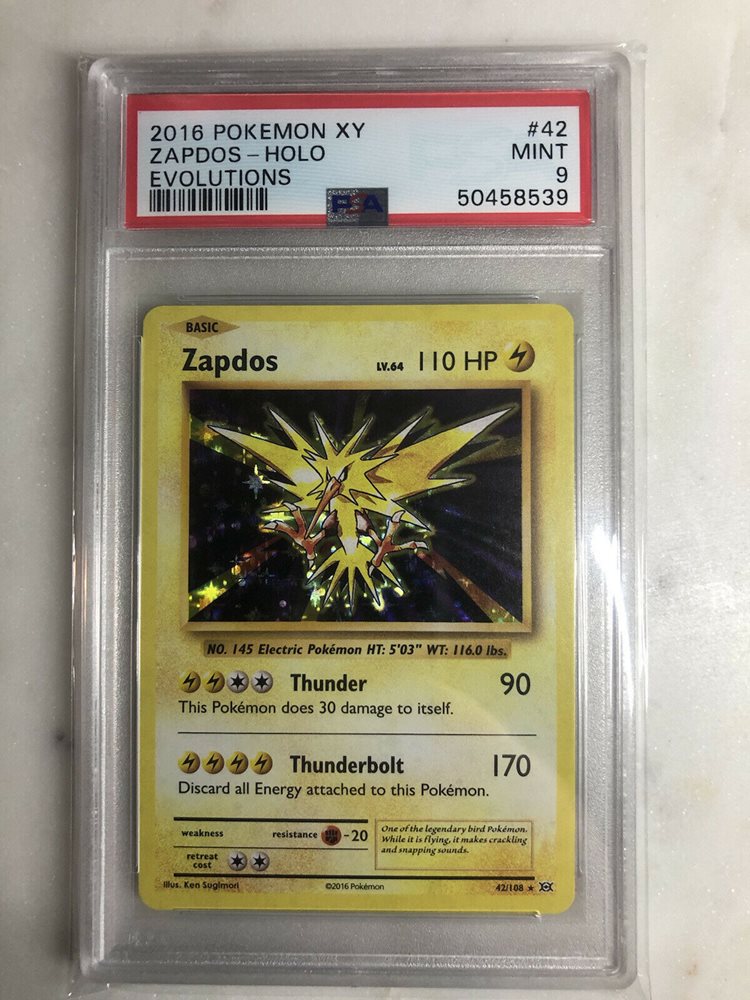 2016 POKEMON XY #42
ZAPDOS - HOLO MINT
EVOLUTIONS 9
PSA 50458539
BASIC
Zapdos LV.64 110 HP
NO. 145 Electric Pokémon HT: 5'03" WT: 116.0 lbs.
Thunder 90
This Pokémon does 30 damage to itself.
Thunderbolt 170
Discard all Energy attached to this Pokémon.
weakness resistance -20
retreat cost
One of the legendary bird Pokémon.
While it is flying, it makes crackling
and snapping sounds.
Illus. Ken Sugimori ©2016 Pokémon 42/108